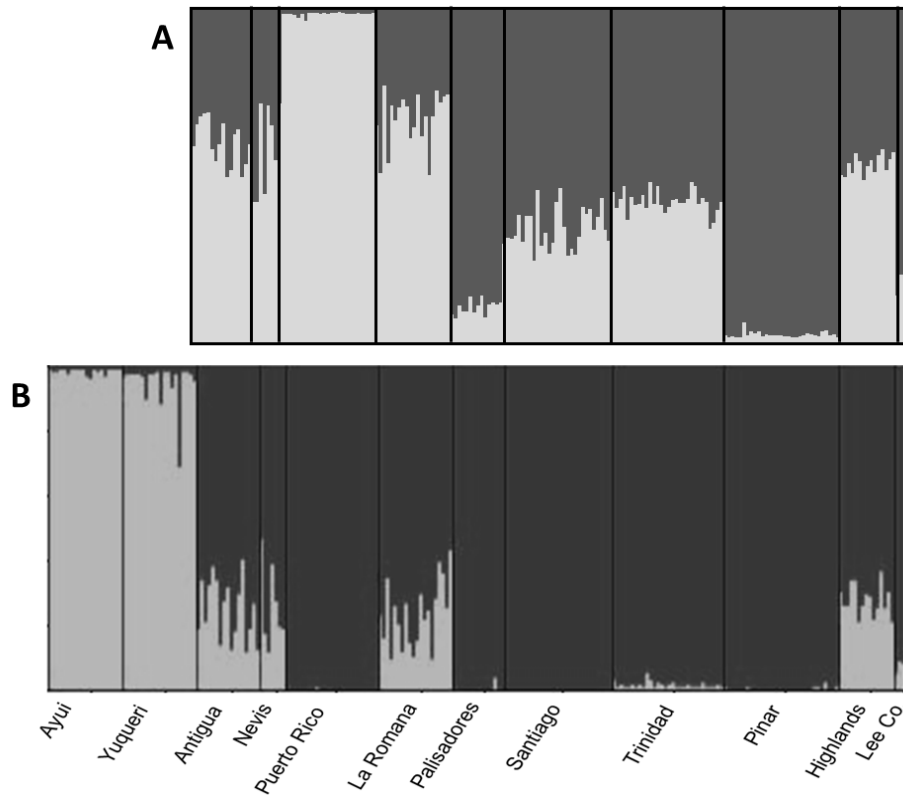 A
B
Ayui
Yuqueri
Antigua
Nevis
Puerto Rico
La Romana
Palisadores
Santiago
Trinidad
Pinar
Highlands
Lee Co